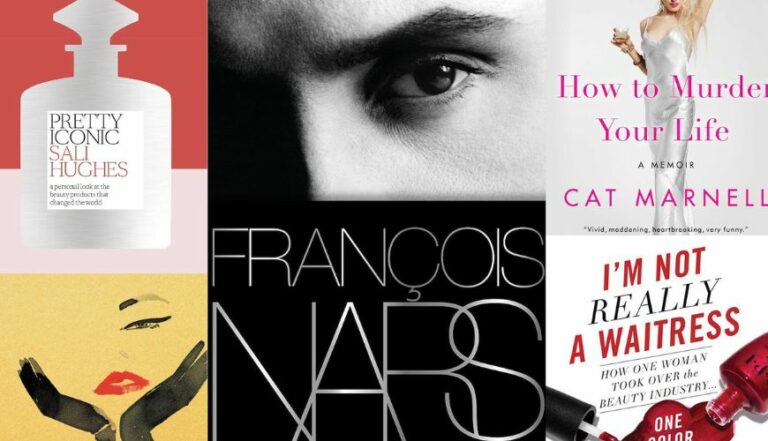 PRETTY
ICONIC
SALI
HUGHES
a personal look at the
beauty products that
changed the world
FRANÇOIS
NARS
How to Murder
Your Life
A MEMOIR
CAT MARNELL
"Vivid, maddening, heartbreaking, very funny."
I'M NOT
REALLY
A WAITRESS
HOW ONE WOMAN
TOOK OVER THE
BEAUTY INDUSTRY...
ONE
COLOR